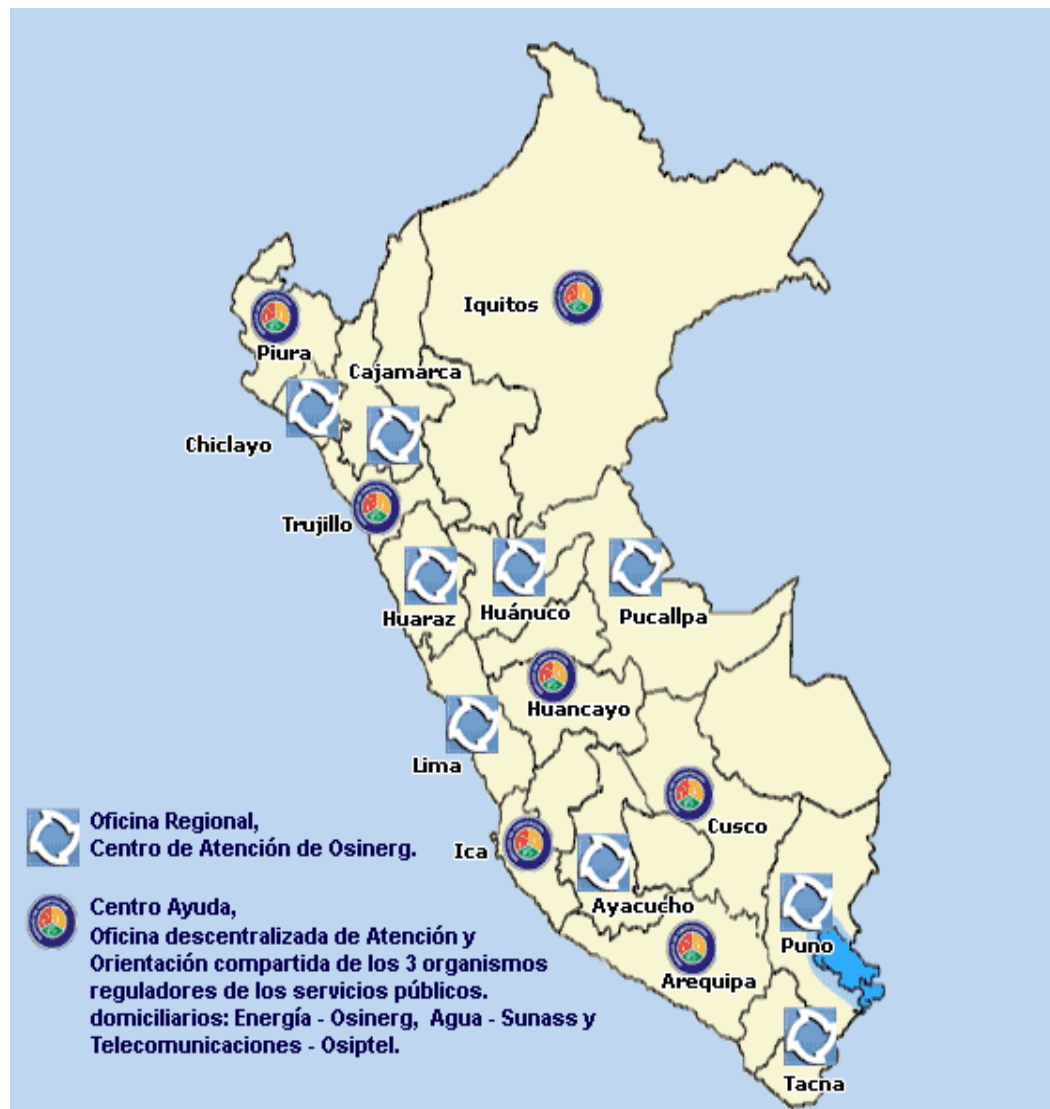 Iquitos
Piura
Cajamarca
Chiclayo
Trujillo
Huaraz
Huánuco
Pucallpa
Huancayo
Lima
Cusco
Ica
Ayacucho
Puno
Arequipa
Tacna
Oficina Regional,
Centro de Atención de Osinerg.
Centro Ayuda,
Oficina descentralizada de Atención y
Orientación compartida de los 3 organismos
reguladores de los servicios públicos.
domiciliarios: Energía - Osinerg, Agua - Sunass y
Telecomunicaciones - Osiptel.